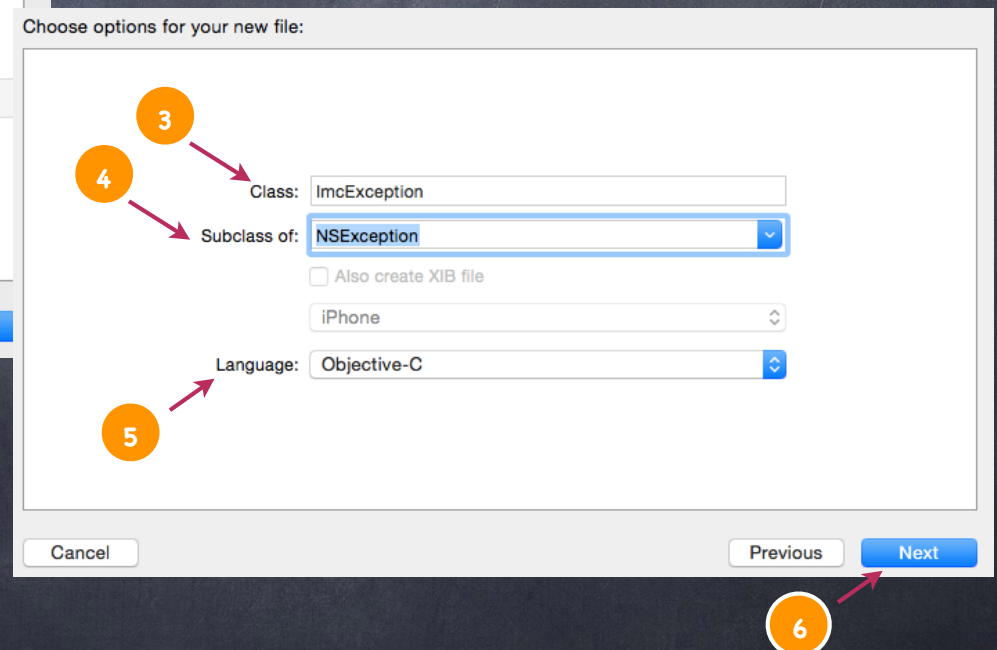 Choose options for your new file:
3
4
Class: ImcException
Subclass of: NSException
Also create XIB file
iPhone
Language: Objective-C
5
Cancel Previous Next
6